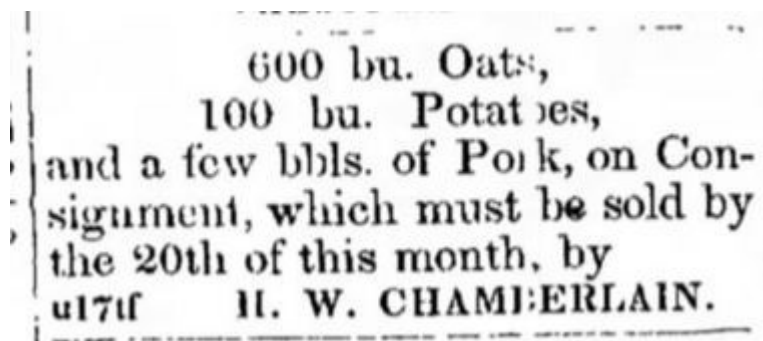 600 bu. Oats,
100 bu. Potatoes,
and a few bbls. of Pork, on Con-
signment, which must be sold by
the 20th of this month, by
u17tf H. W. CHAMBERLAIN.